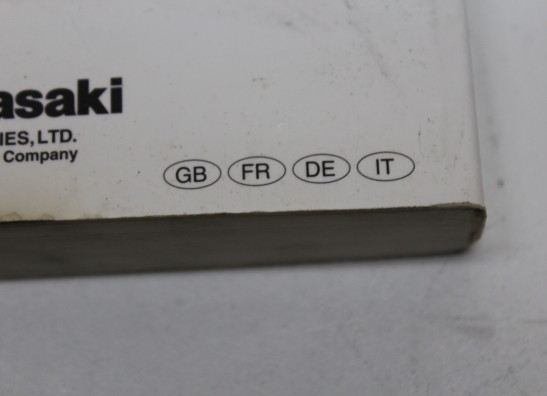 asaki
IES, LTD.
Company
GB FR DE IT